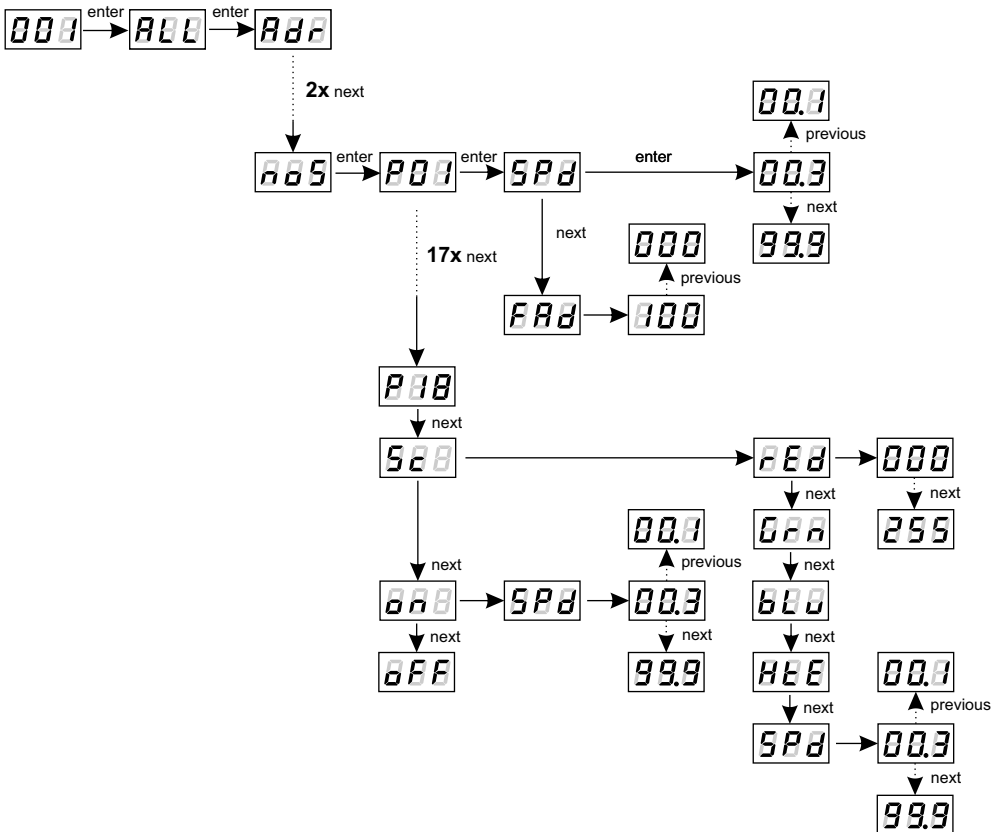 001 enter ALL enter Adr
2x next
00.1
previous
noS enter P01 enter SPd enter 00.3
next
99.9
17x next
next
000
previous
FAd 100
P18
next
Sc rEd 000
next next
Grn 255
00.1
previous
next next
on SPd 00.3 bLu
next next next
oFF 99.9 HtE 00.1
next previous
SPd 00.3
next
99.9